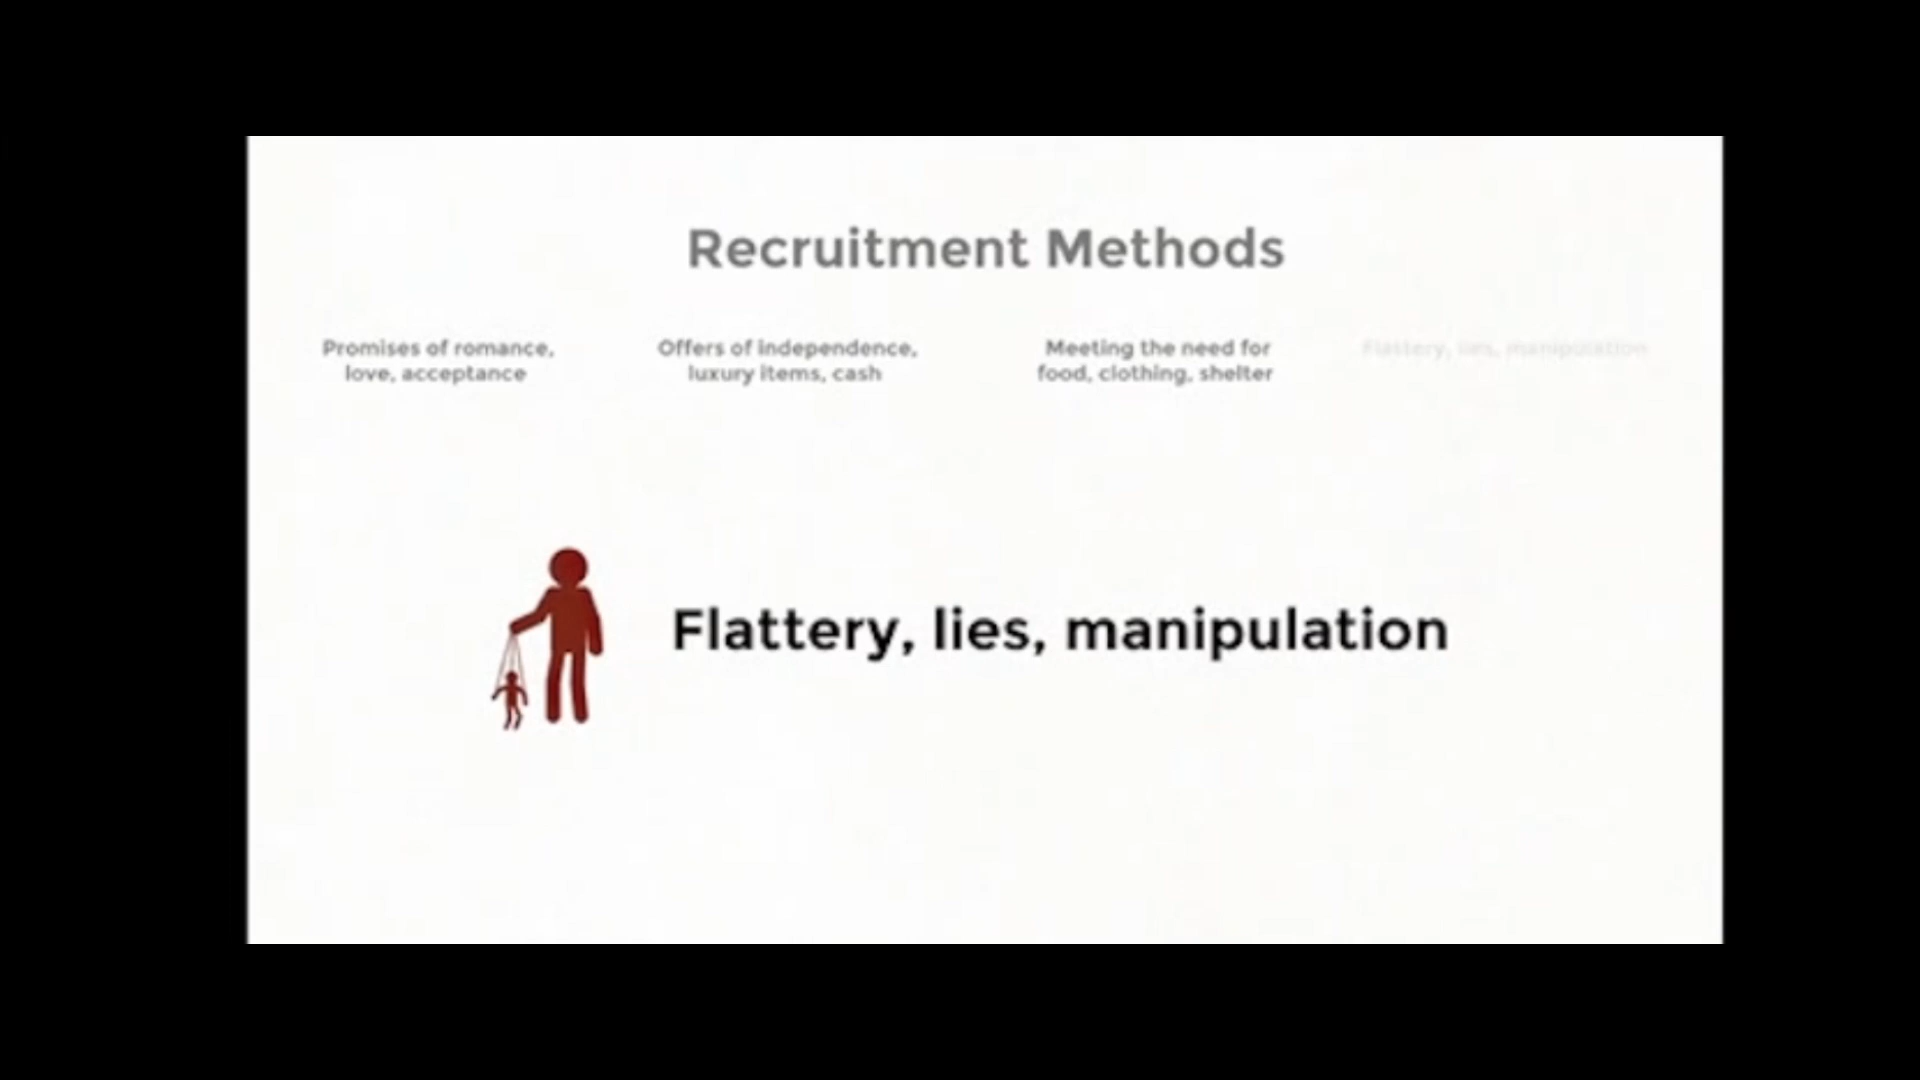 Recruitment Methods
Promises of romance,
love, acceptance
Offers of independence,
luxury items, cash
Meeting the need for
food, clothing, shelter
Flattery, lies, manipulation
Flattery, lies, manipulation